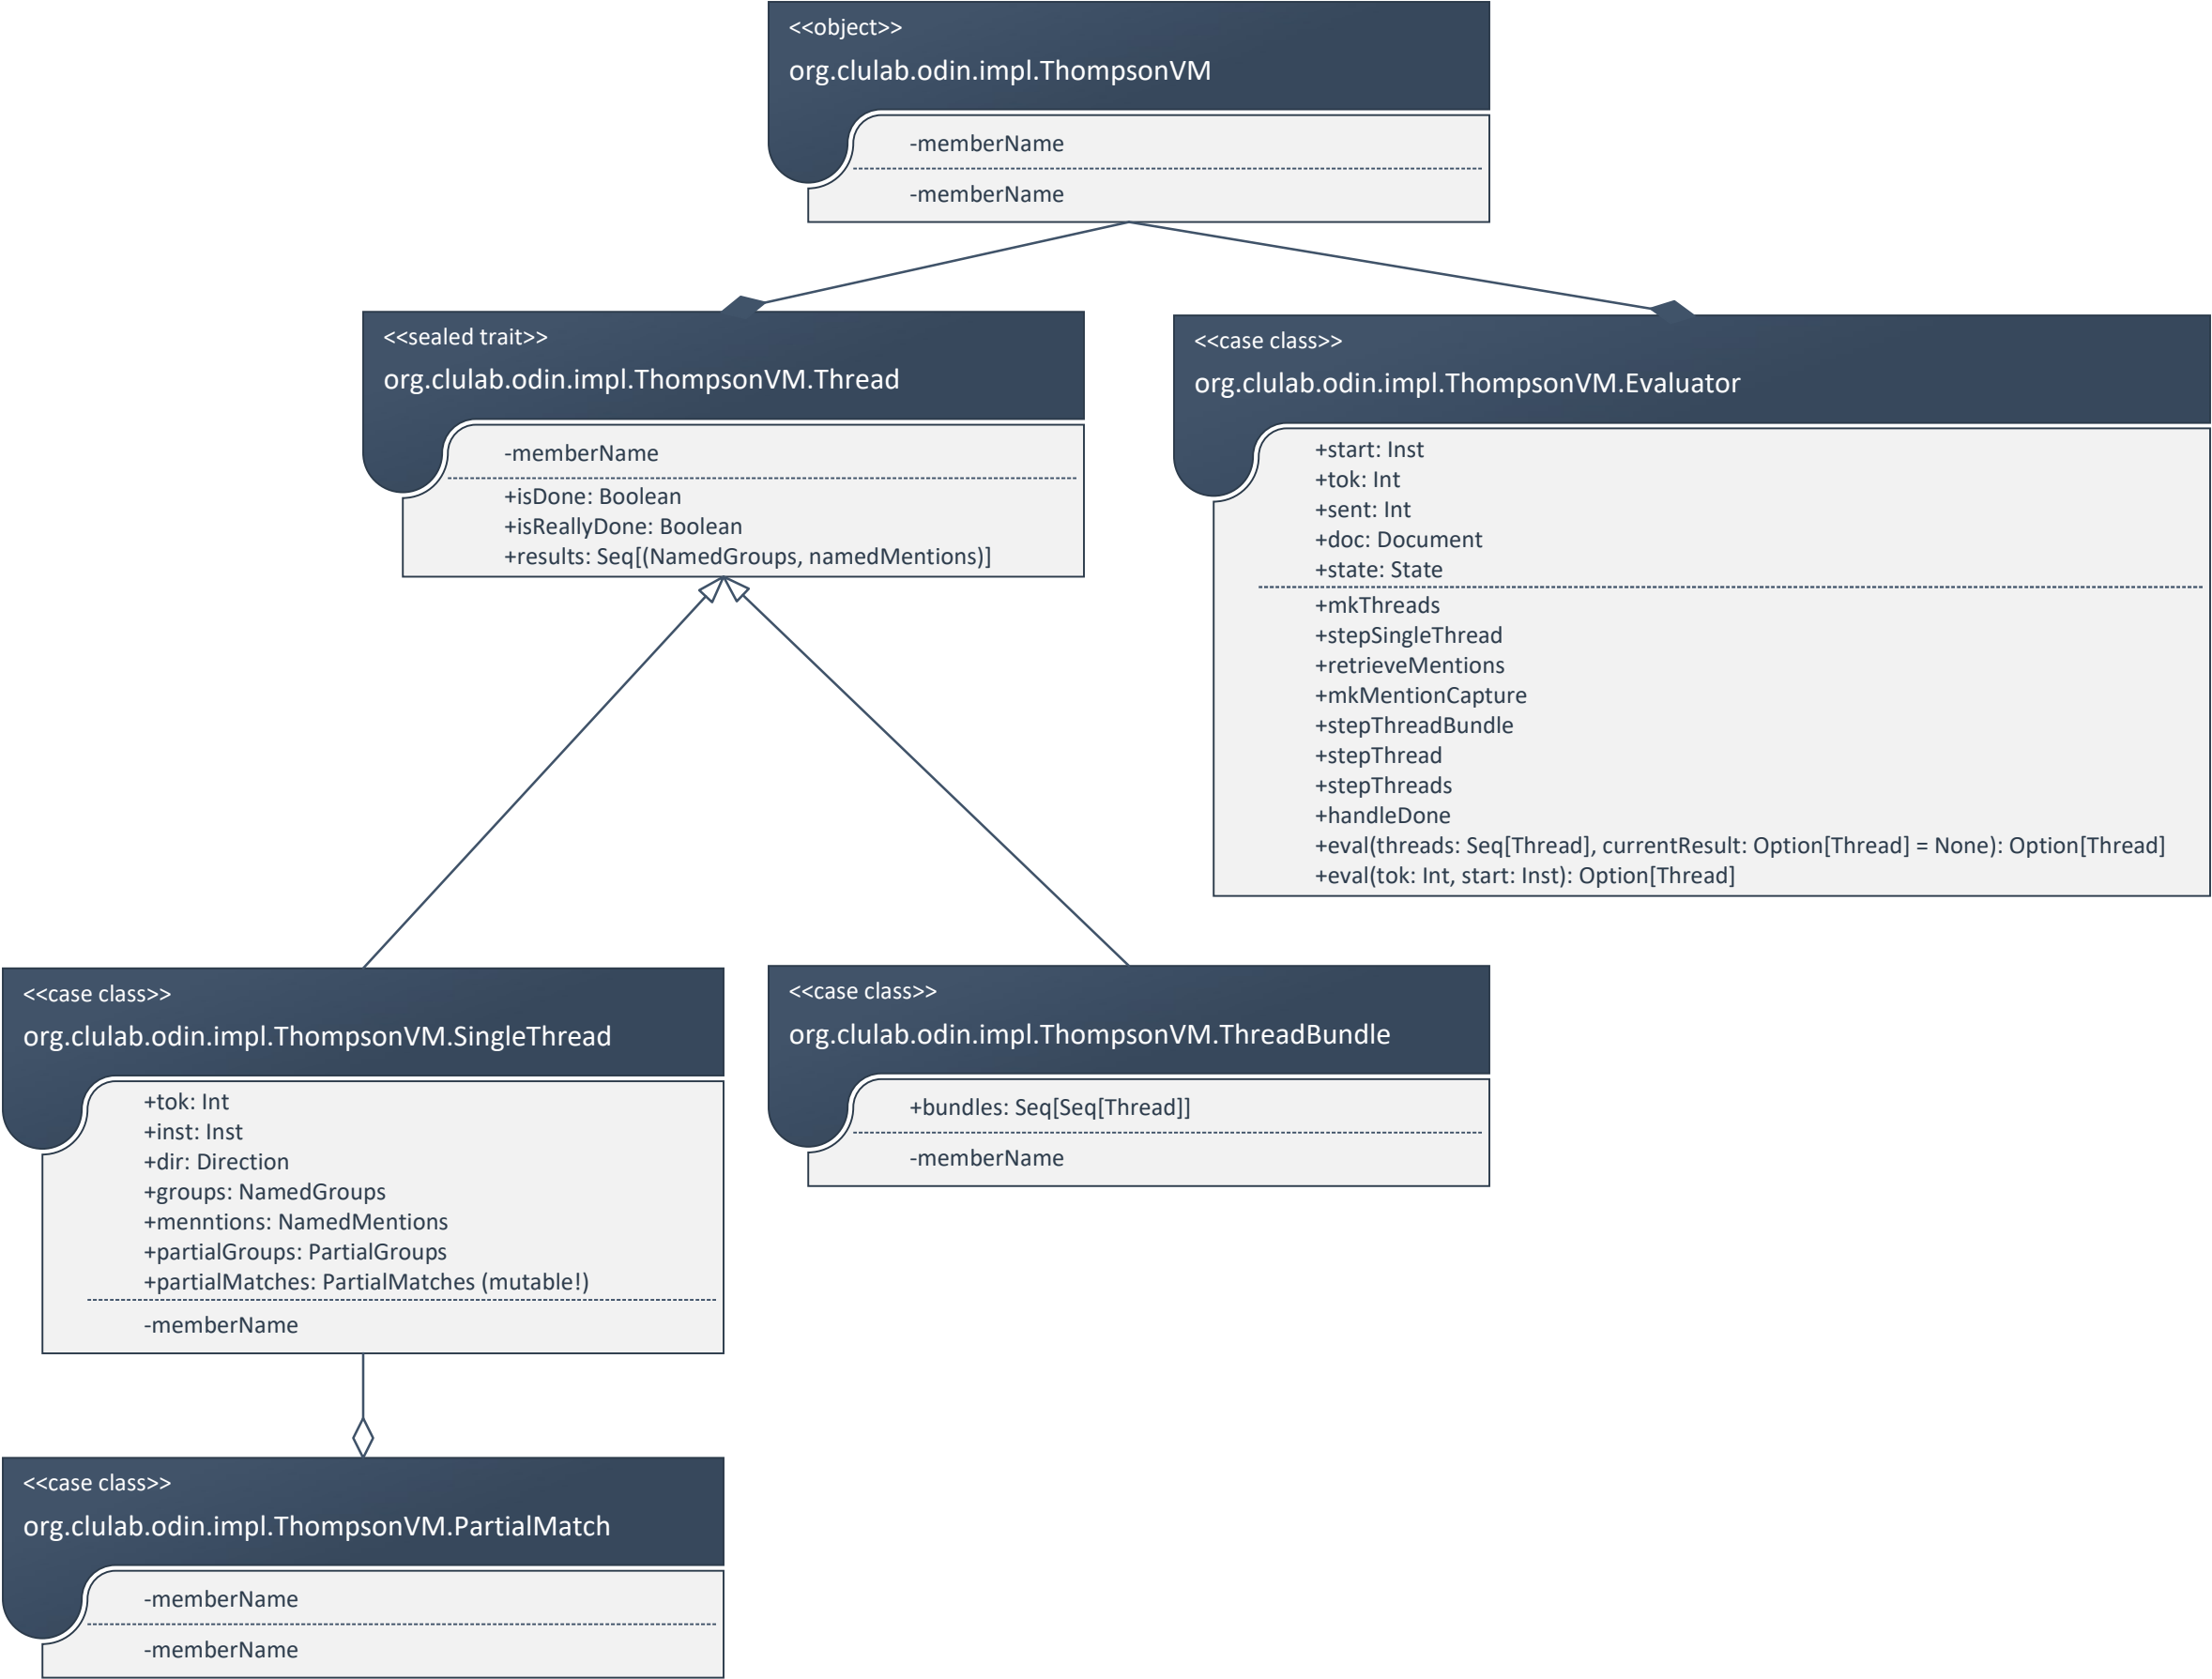 <<object>>
org.clulab.odin.impl.ThompsonVM
-memberName
-memberName
<<sealed trait>>
org.clulab.odin.impl.ThompsonVM.Thread
-memberName
+isDone: Boolean
+isReallyDone: Boolean
+results: Seq[(NamedGroups, namedMentions)]
<<case class>>
org.clulab.odin.impl.ThompsonVM.Evaluator
+start: Inst
+tok: Int
+sent: Int
+doc: Document
+state: State
+mkThreads
+stepSingleThread
+retrieveMentions
+mkMentionCapture
+stepThreadBundle
+stepThread
+stepThreads
+handleDone
+eval(threads: Seq[Thread], currentResult: Option[Thread] = None): Option[Thread]
+eval(tok: Int, start: Inst): Option[Thread]
<<case class>>
org.clulab.odin.impl.ThompsonVM.SingleThread
+tok: Int
+inst: Inst
+dir: Direction
+groups: NamedGroups
+menntions: NamedMentions
+partialGroups: PartialGroups
+partialMatches: PartialMatches (mutable!)
-memberName
<<case class>>
org.clulab.odin.impl.ThompsonVM.ThreadBundle
+bundles: Seq[Seq[Thread]]
-memberName
<<case class>>
org.clulab.odin.impl.ThompsonVM.PartialMatch
-memberName
-memberName